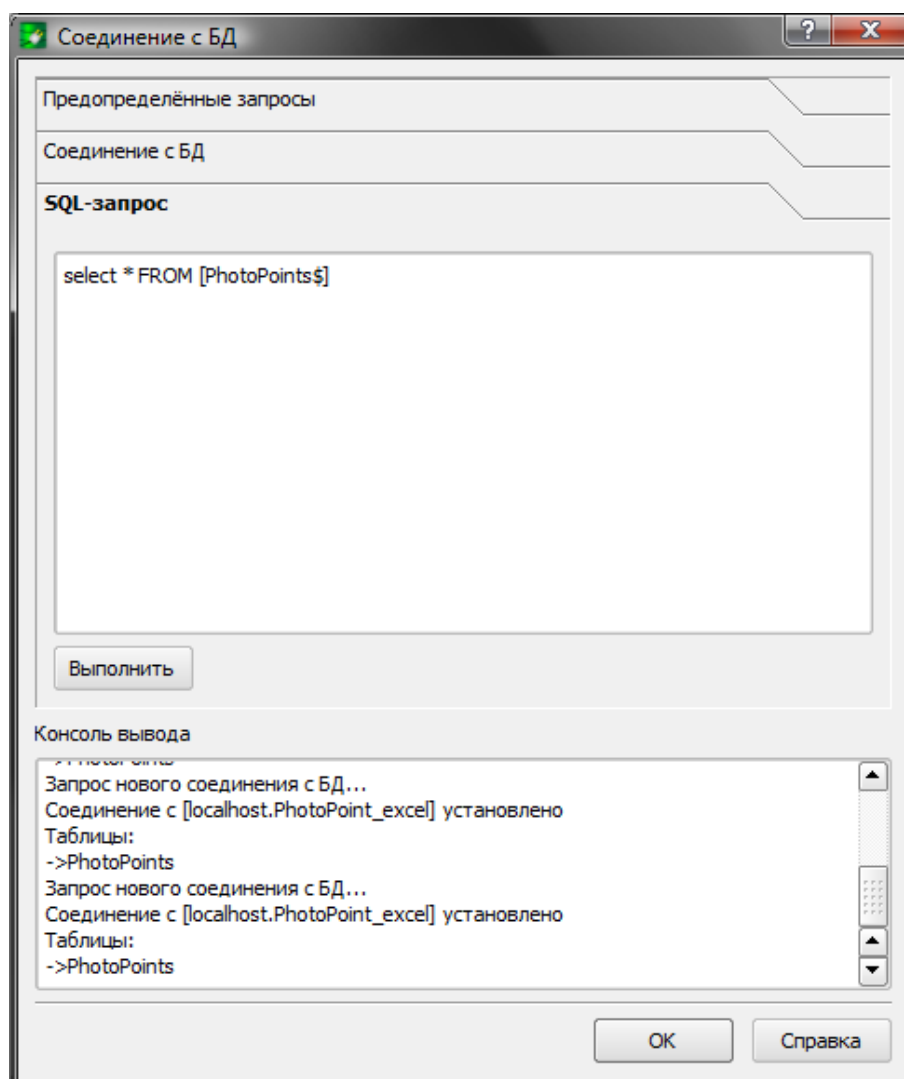 Соединение с БД
Предопределённые запросы
Соединение с БД
SQL-запрос
select * FROM [PhotoPoints$]
Выполнить
Консоль вывода
->PhotoPoints
Запрос нового соединения с БД...
Соединение с [localhost.PhotoPoint_excel] установлено
Таблицы:
->PhotoPoints
Запрос нового соединения с БД...
Соединение с [localhost.PhotoPoint_excel] установлено
Таблицы:
->PhotoPoints
OK
Справка